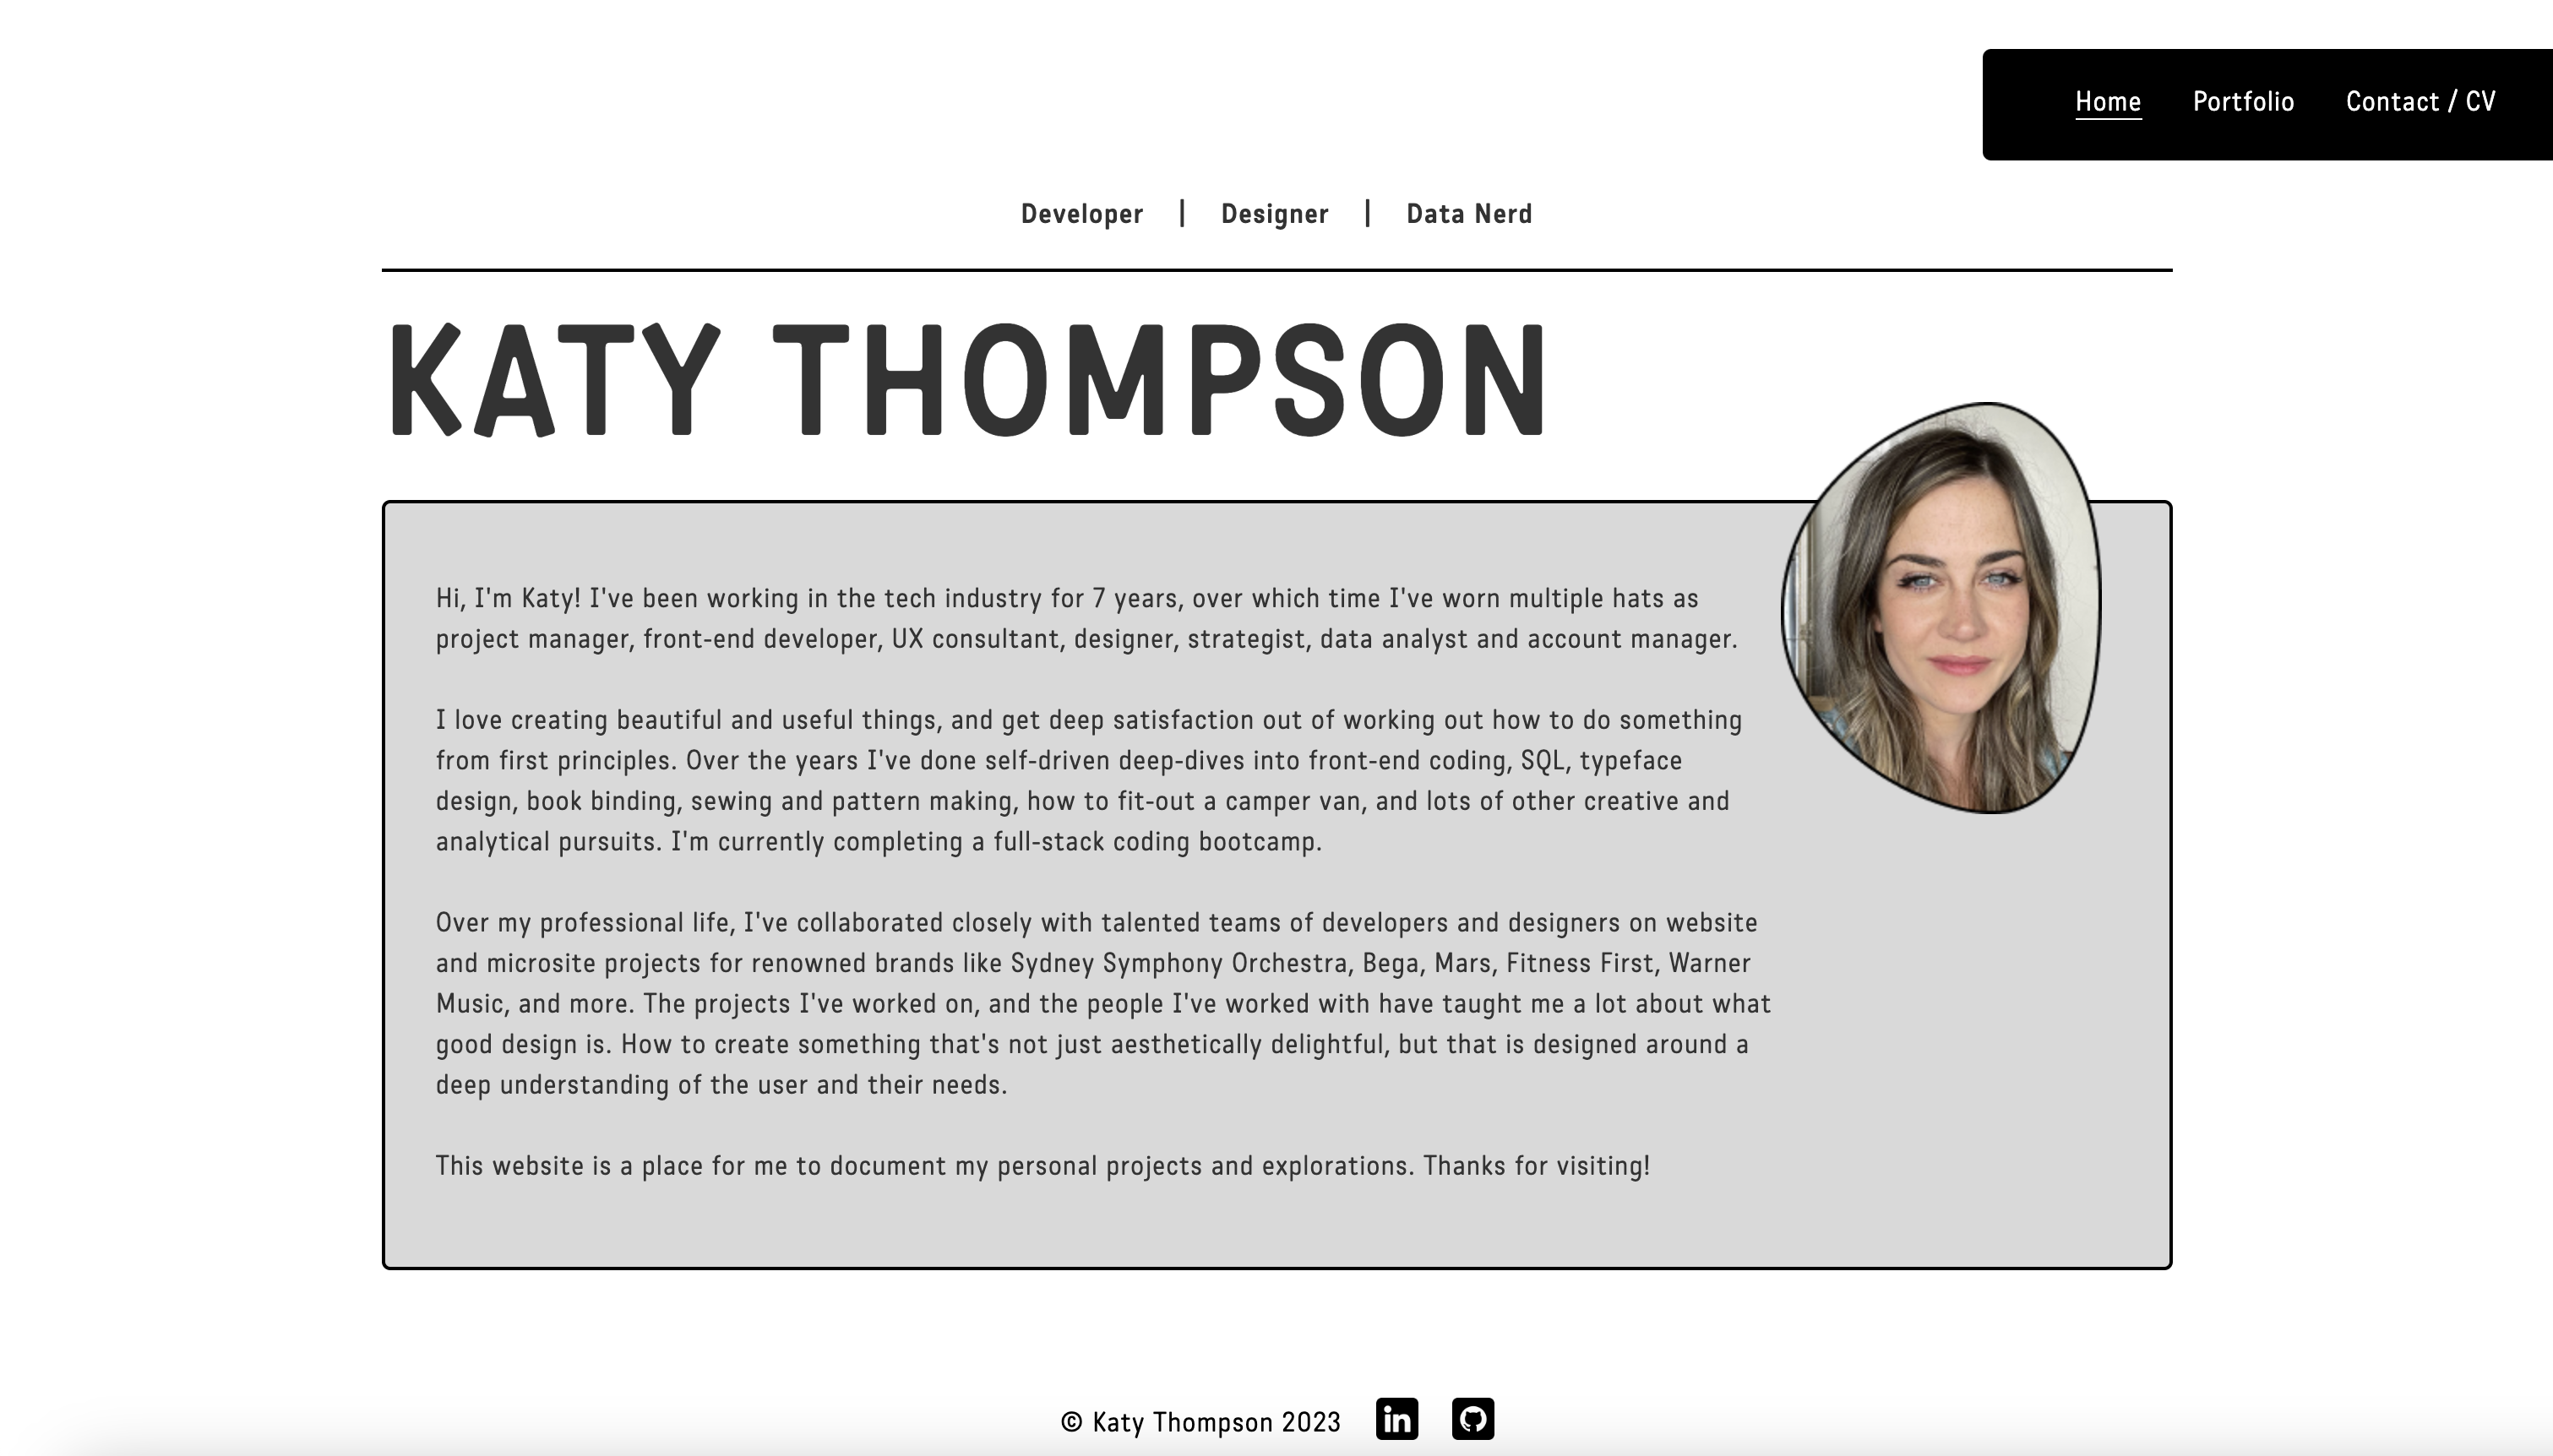 Home Portfolio Contact / CV
Developer | Designer | Data Nerd
KATY THOMPSON
Hi, I'm Katy! I've been working in the tech industry for 7 years, over which time I've worn multiple hats as
project manager, front-end developer, UX consultant, designer, strategist, data analyst and account manager.
I love creating beautiful and useful things, and get deep satisfaction out of working out how to do something
from first principles. Over the years I've done self-driven deep-dives into front-end coding, SQL, typeface
design, book binding, sewing and pattern making, how to fit-out a camper van, and lots of other creative and
analytical pursuits. I'm currently completing a full-stack coding bootcamp.
Over my professional life, I've collaborated closely with talented teams of developers and designers on website
and microsite projects for renowned brands like Sydney Symphony Orchestra, Bega, Mars, Fitness First, Warner
Music, and more. The projects I've worked on, and the people I've worked with have taught me a lot about what
good design is. How to create something that's not just aesthetically delightful, but that is designed around a
deep understanding of the user and their needs.
This website is a place for me to document my personal projects and explorations. Thanks for visiting!
© Katy Thompson 2023 in